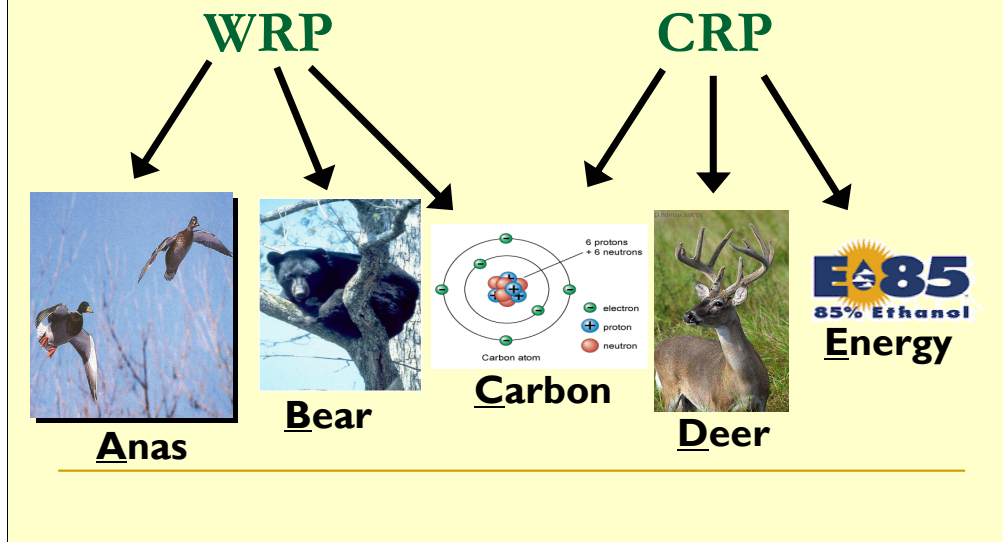 WRP
CRP
6 protons
+ 6 neutrons
electron
proton
neutron
Carbon atom
E85
85% Ethanol
Anas
Bear
Carbon
Deer
Energy